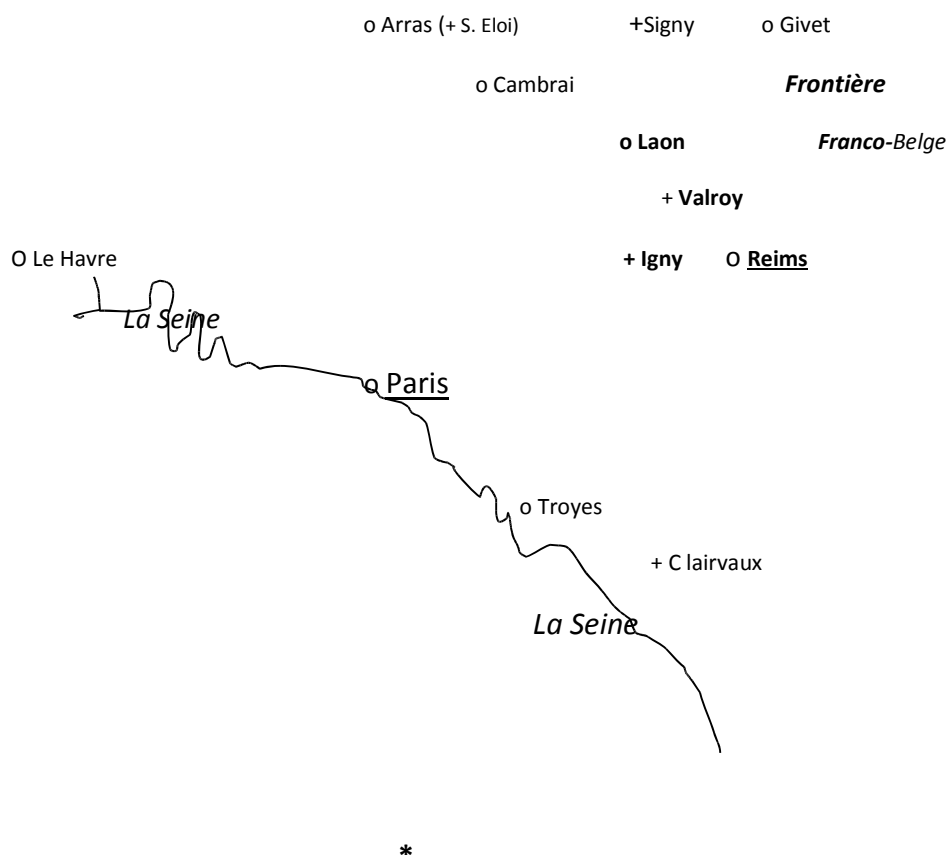 o Arras (+ S. Eloi) +Signy o Givet
o Cambrai Frontière
o Laon Franco-Belge
+ Valroy
O Le Havre + Igny O Reims
La Seine
o Paris
o Troyes
+ C lairvaux
La Seine
*